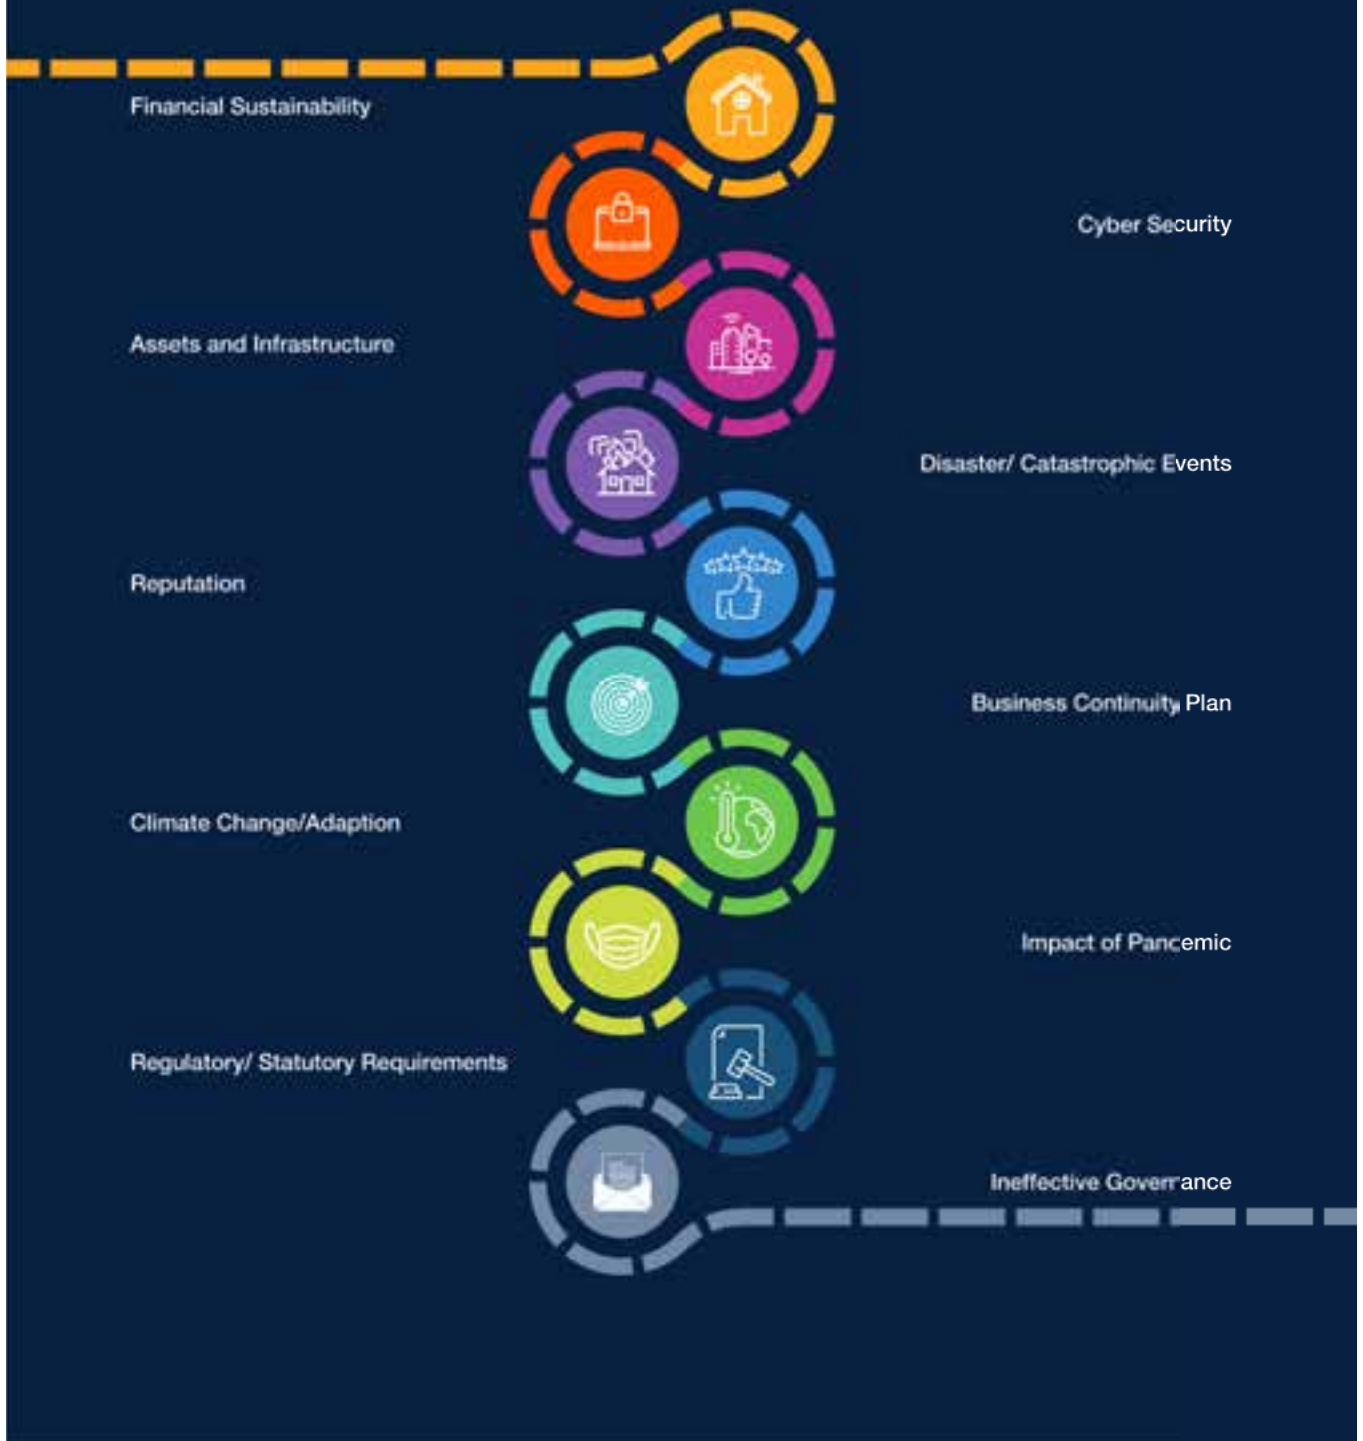 Financial Sustainability
Cyber Security
Assets and Infrastructure
Disaster/ Catastrophic Events
Reputation
Business Continuity Plan
Climate Change/Adaption
Impact of Pancemic
Regulatory/ Statutory Requirements
Ineffective Governance